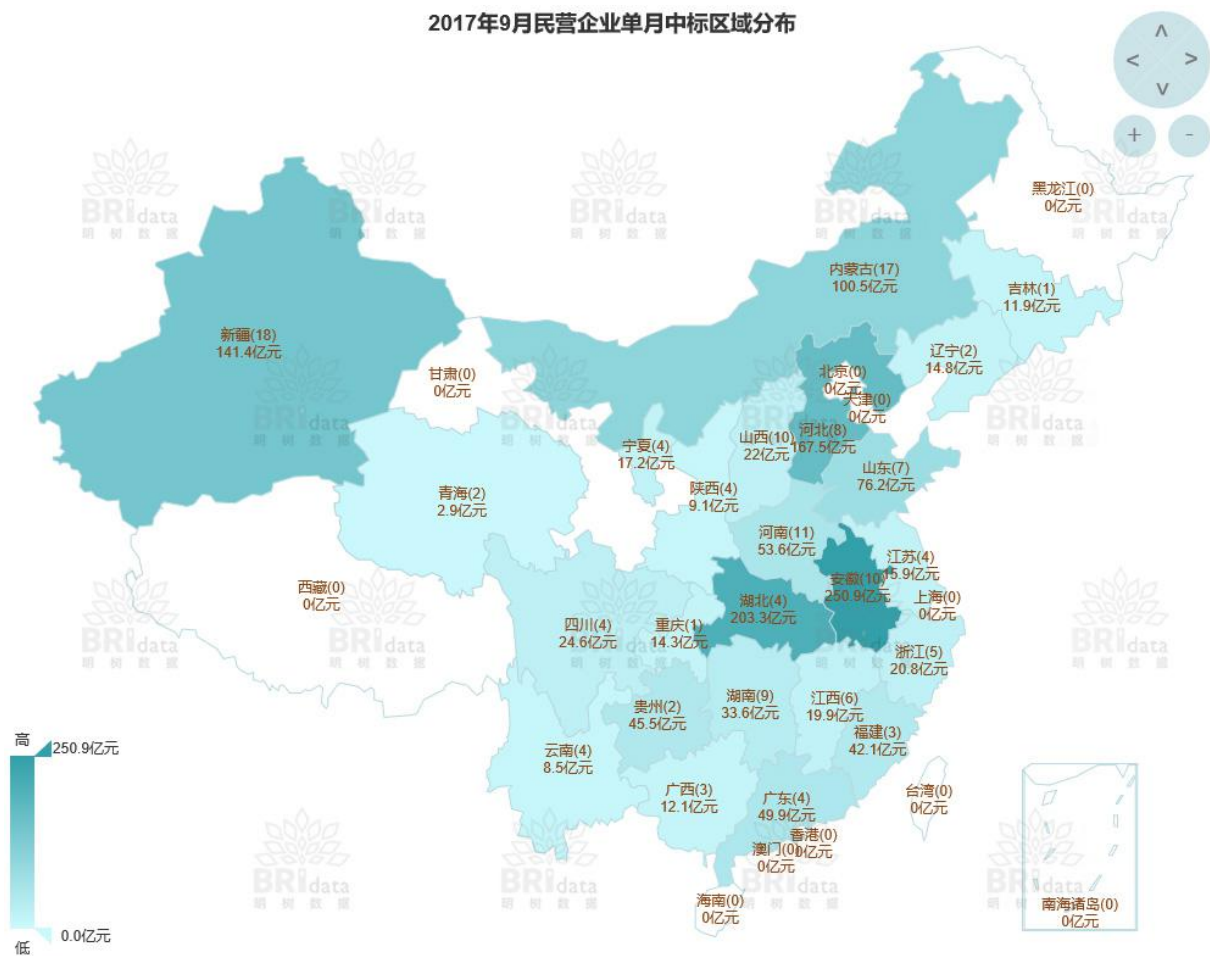 2017年9月民营企业单月中标区域分布
^
<
>
v
+
-
黑龙江(0)
0亿元
内蒙古(17)
100.5亿元
吉林(1)
11.9亿元
新疆(18)
141.4亿元
辽宁(2)
14.8亿元
甘肃(0)
0亿元
北京(0)
0亿元
天津(0)
0亿元
宁夏(4)
17.2亿元
山西(10)
22亿元
河北(8)
167.5亿元
山东(7)
76.2亿元
青海(2)
2.9亿元
陕西(4)
9.1亿元
河南(11)
53.6亿元
江苏(4)
15.9亿元
西藏(0)
0亿元
安徽(10)
250.9亿元
上海(0)
0亿元
湖北(4)
203.3亿元
四川(4)
24.6亿元
重庆(1)
14.3亿元
浙江(5)
20.8亿元
贵州(2)
45.5亿元
湖南(9)
33.6亿元
江西(6)
19.9亿元
福建(3)
42.1亿元
云南(4)
8.5亿元
广西(3)
12.1亿元
广东(4)
49.9亿元
台湾(0)
0亿元
香港(0)
0亿元
澳门(0)
0亿元
海南(0)
0亿元
南海诸岛(0)
0亿元
高
250.9亿元
0.0亿元
低
BRIdata
明树数据